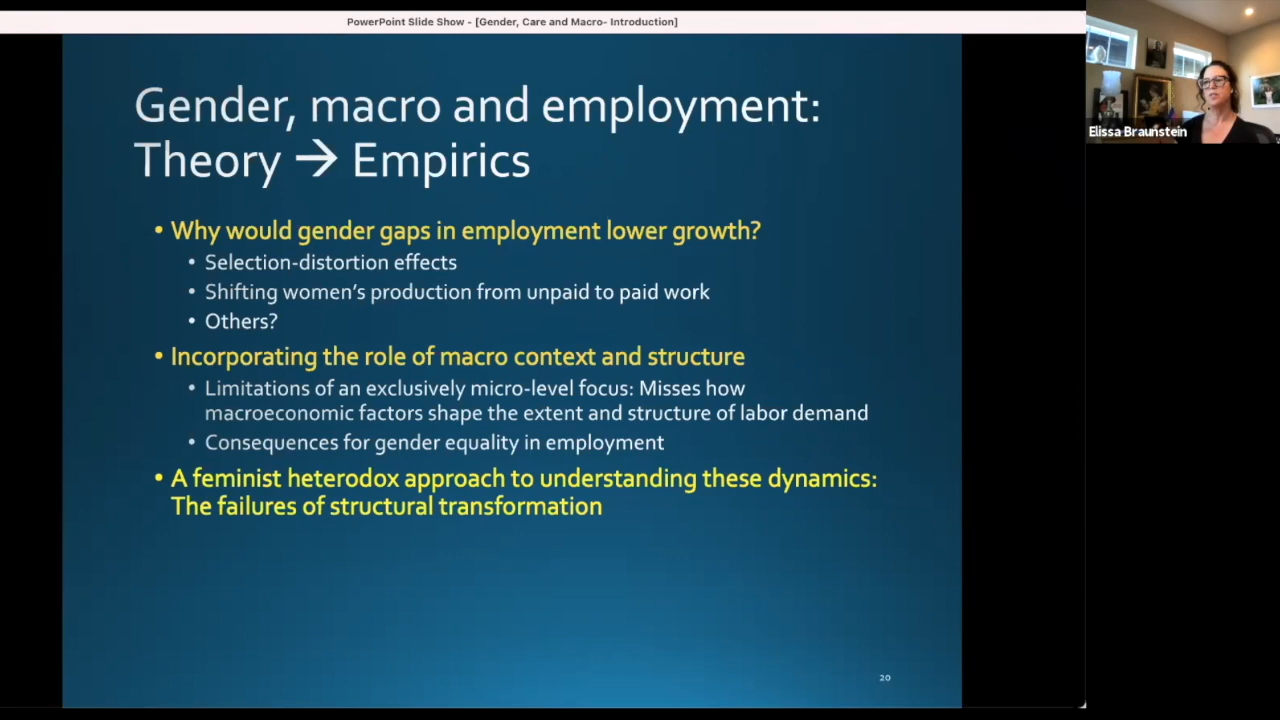 PowerPoint Slide Show - [Gender, Care and Macro- Introduction]
Gender, macro and employment:
Theory → Empirics
• Why would gender gaps in employment lower growth?
• Selection-distortion effects
• Shifting women's production from unpaid to paid work
• Others?
• Incorporating the role of macro context and structure
• Limitations of an exclusively micro-level focus: Misses how
macroeconomic factors shape the extent and structure of labor demand
• Consequences for gender equality in employment
• A feminist heterodox approach to understanding these dynamics:
The failures of structural transformation
20
Elissa Braunstein